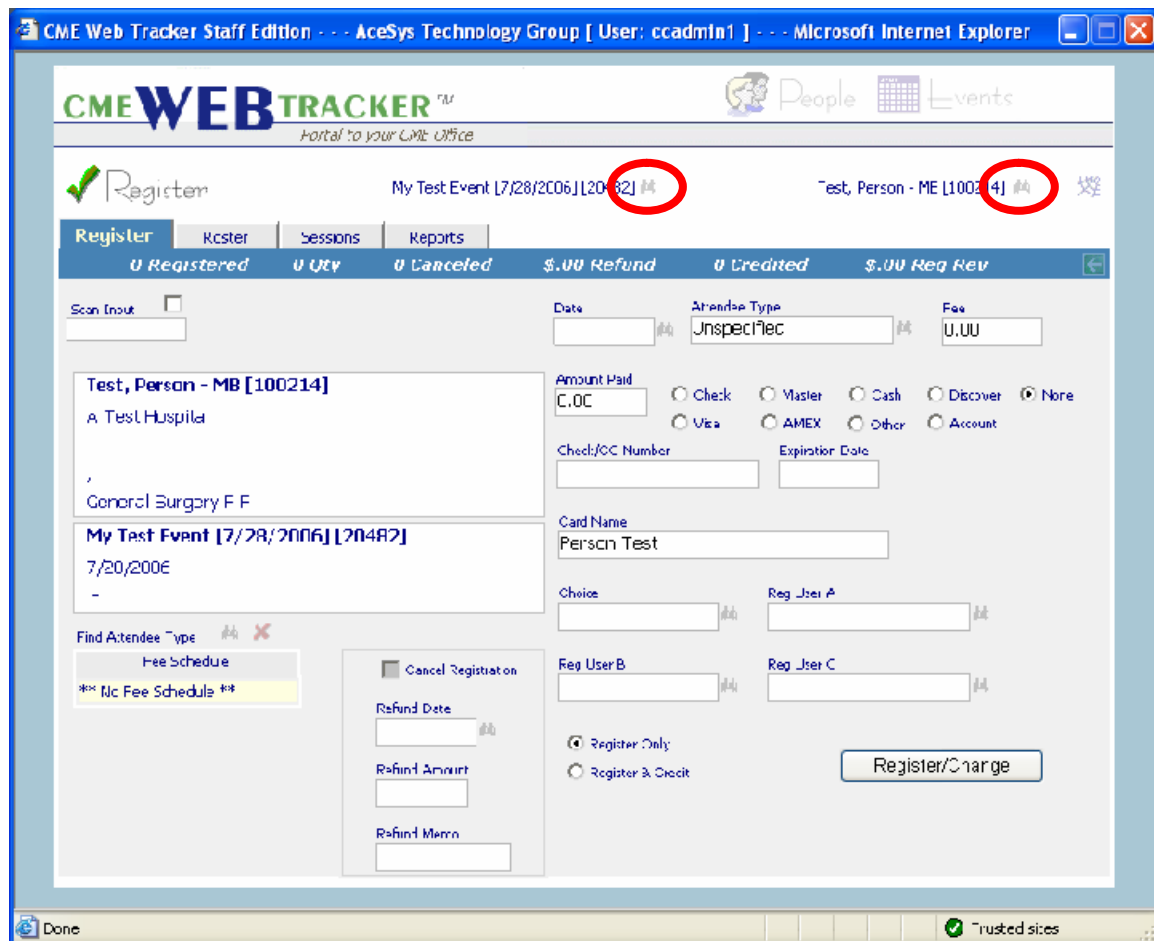 CME Web Tracker Staff Edition - - - AceSys Technology Group [ User: ccadmin1 ] - - - Microsoft Internet Explorer
CME WEB TRACKER ™
People Events
Portal to your CME Office
Register
My Test Event [7/28/2006] [20482]
Test, Person - ME [100214]
Register Roster Sessions Reports
0 Registered 0 Qty 0 Canceled $.00 Refund 0 Credited $.00 Reg Rev
Scan Input
Date
Attendee Type
Fee
Unspecified
0.00
Test, Person - MB [100214]
A Test Hospital
,
General Surgery
Amount Paid
0.00
Check Master Cash Discover None
Visa AMEX Other Account
Check/CC Number
Expiration Date
My Test Event [7/28/2006] [20482]
7/20/2006
-
Card Name
Person Test
Choice
Reg User A
Find Attendee Type
Fee Schedule
** No Fee Schedule **
Cancel Registration
Reg User B
Reg User C
Refund Date
Refund Amount
Refund Memo
Register Only
Register & Credit
Register/Change
Done
Trusted sites